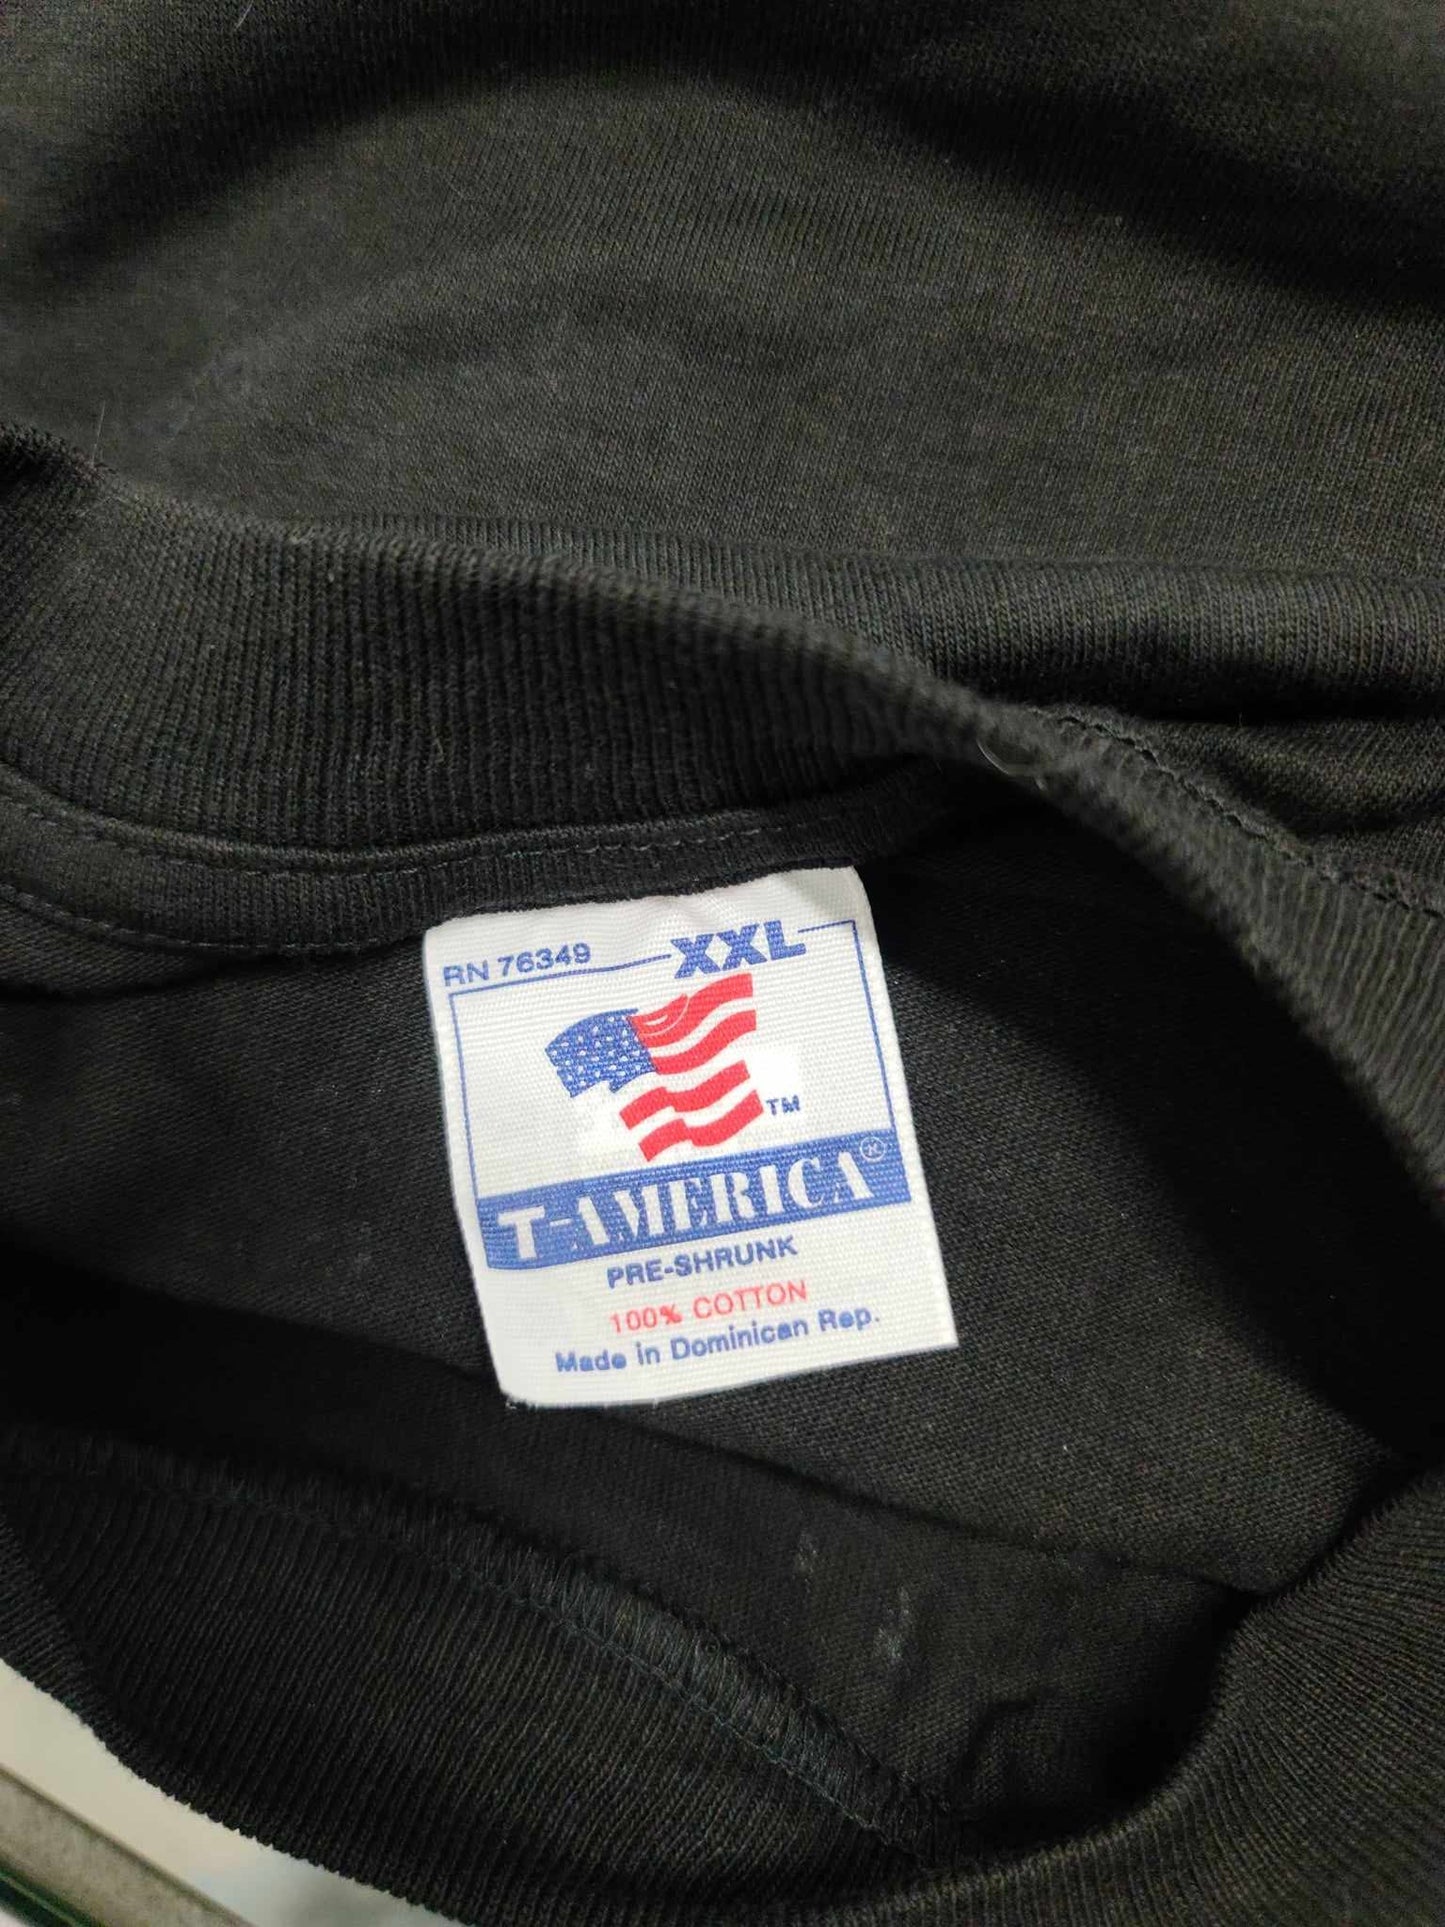 RN 76349 XXL
TM
T-AMERICA®
PRE-SHRUNK
100% COTTON
Made in Dominican Rep.